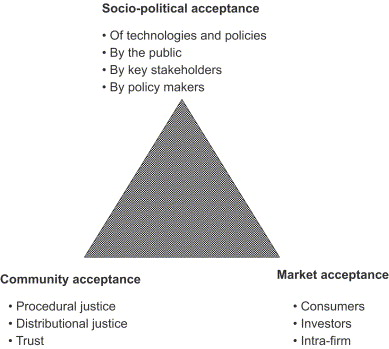 Socio-political acceptance
• Of technologies and policies
• By the public
• By key stakeholders
• By policy makers
Community acceptance
• Procedural justice
• Distributional justice
• Trust
Market acceptance
• Consumers
• Investors
• Intra-firm